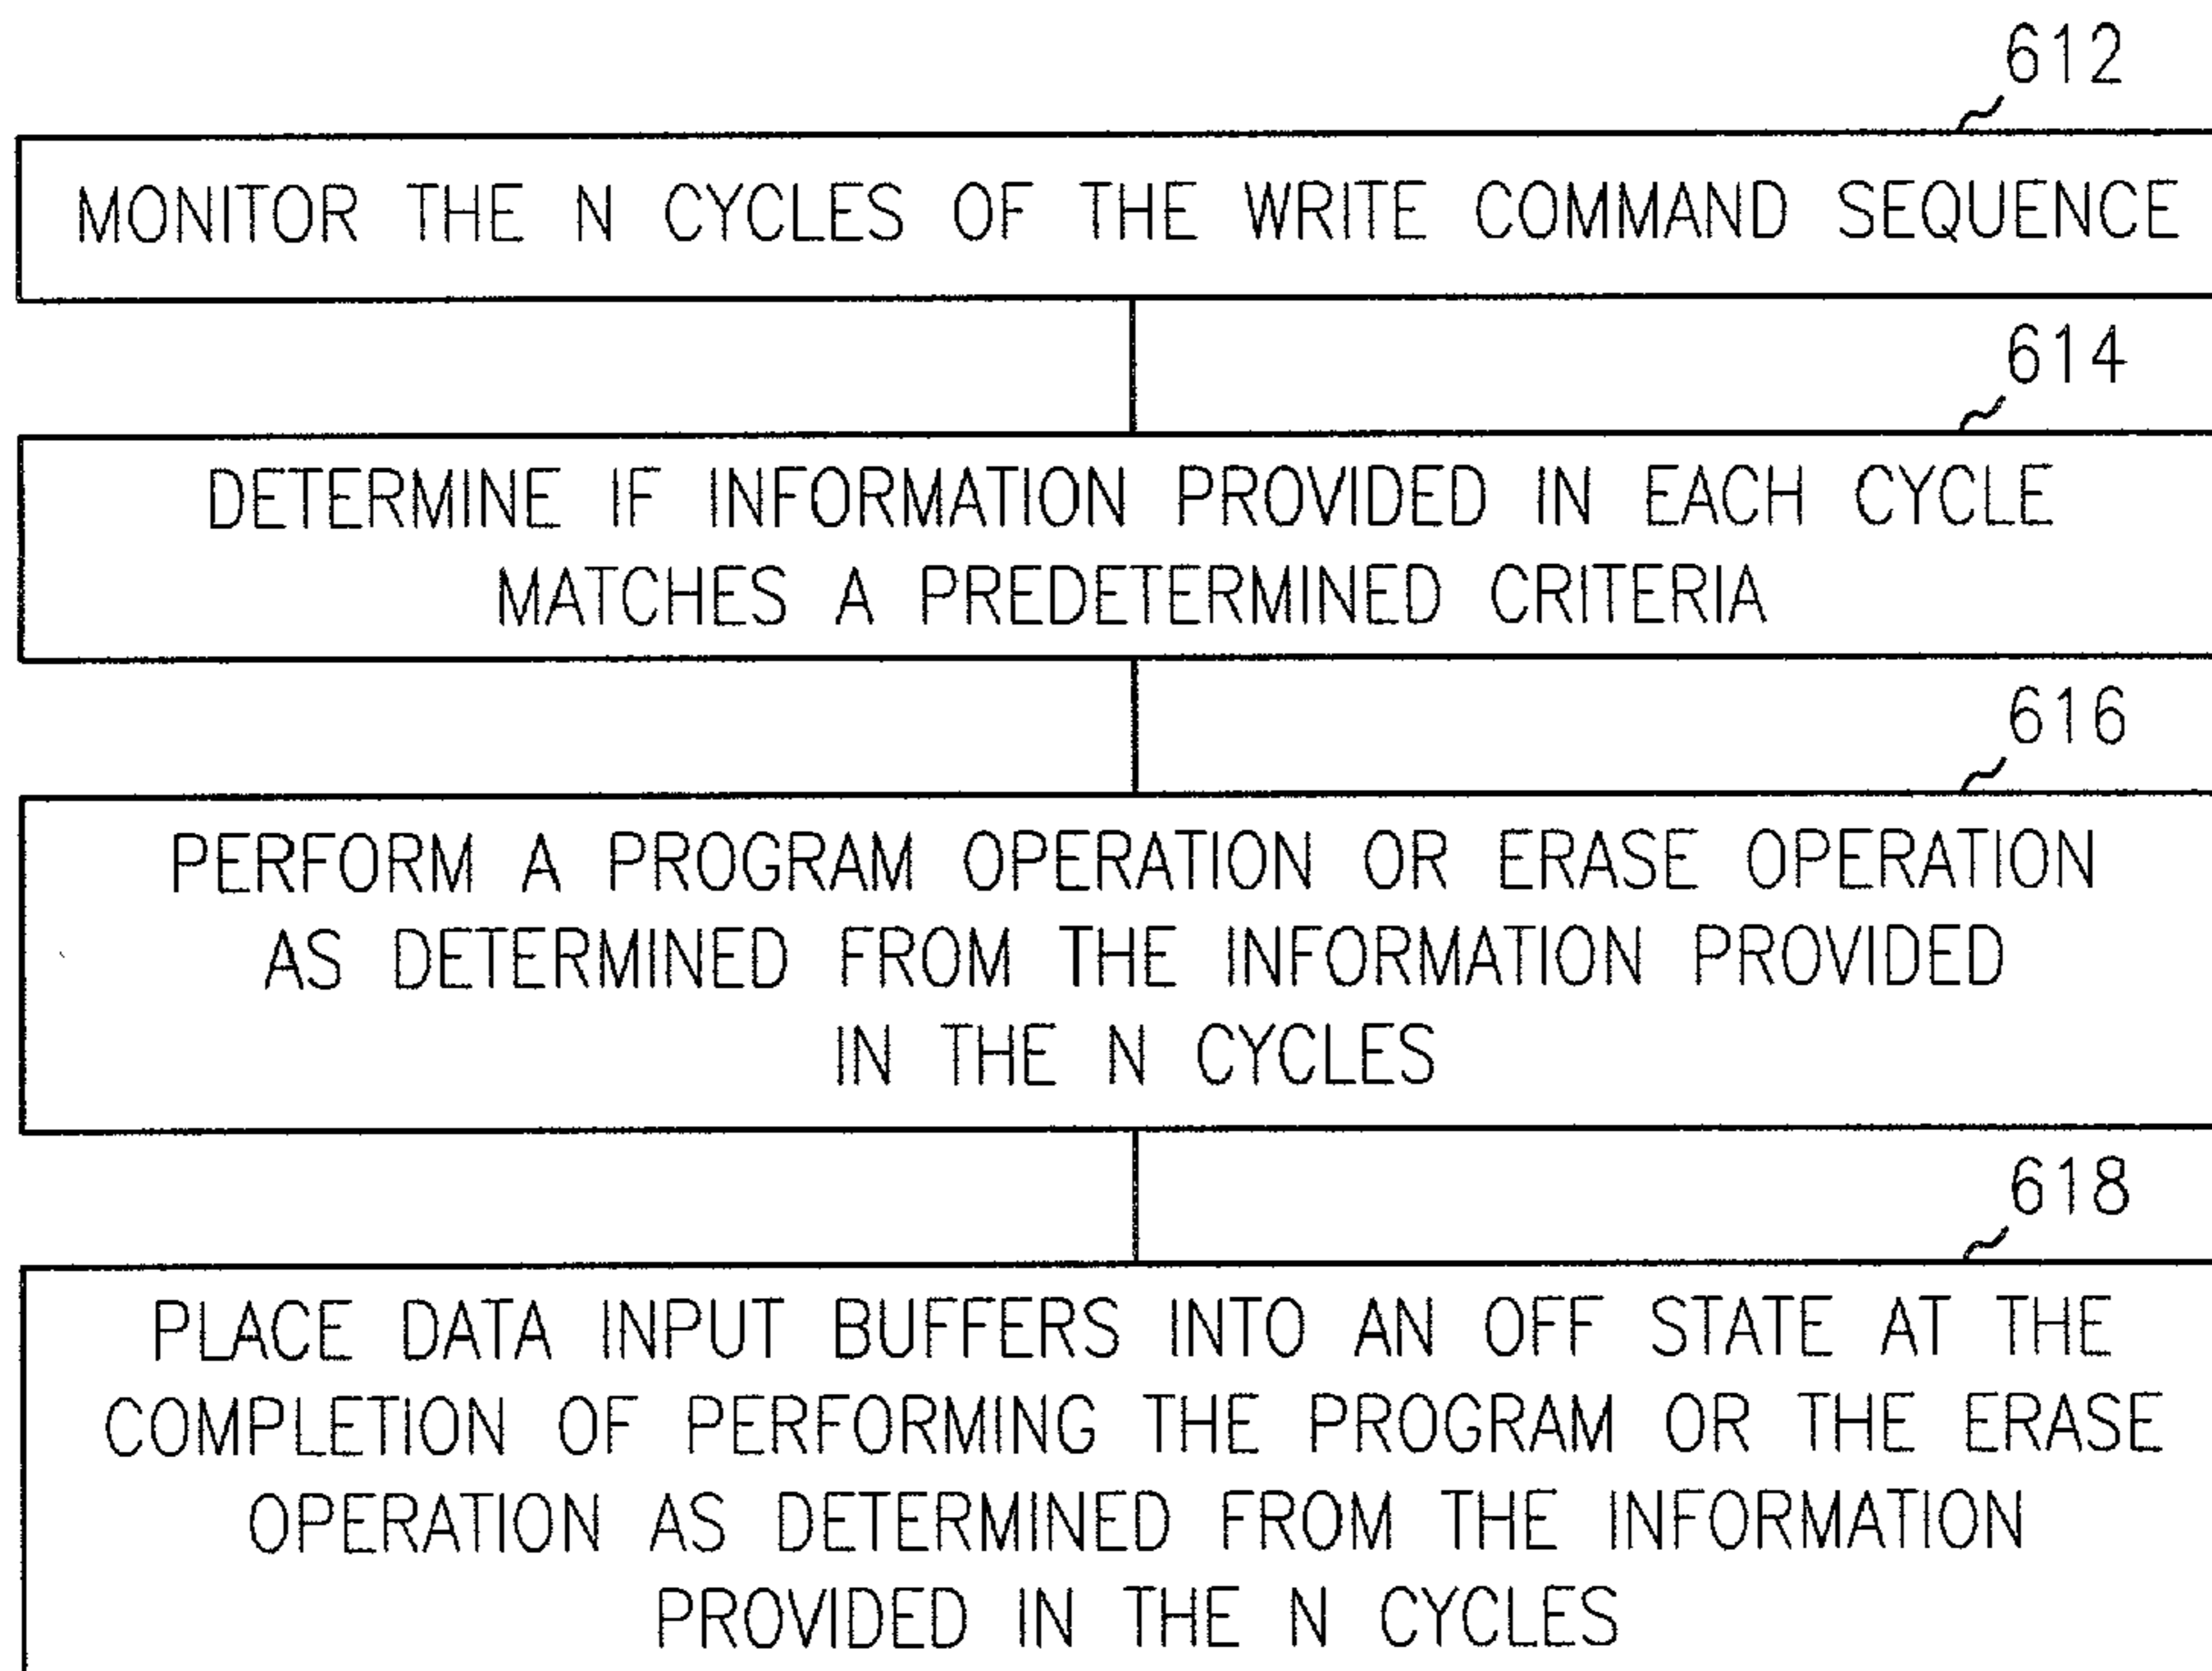 612
MONITOR THE N CYCLES OF THE WRITE COMMAND SEQUENCE
614
DETERMINE IF INFORMATION PROVIDED IN EACH CYCLE
MATCHES A PREDETERMINED CRITERIA
616
PERFORM A PROGRAM OPERATION OR ERASE OPERATION
AS DETERMINED FROM THE INFORMATION PROVIDED
IN THE N CYCLES
618
PLACE DATA INPUT BUFFERS INTO AN OFF STATE AT THE
COMPLETION OF PERFORMING THE PROGRAM OR THE ERASE
OPERATION AS DETERMINED FROM THE INFORMATION
PROVIDED IN THE N CYCLES